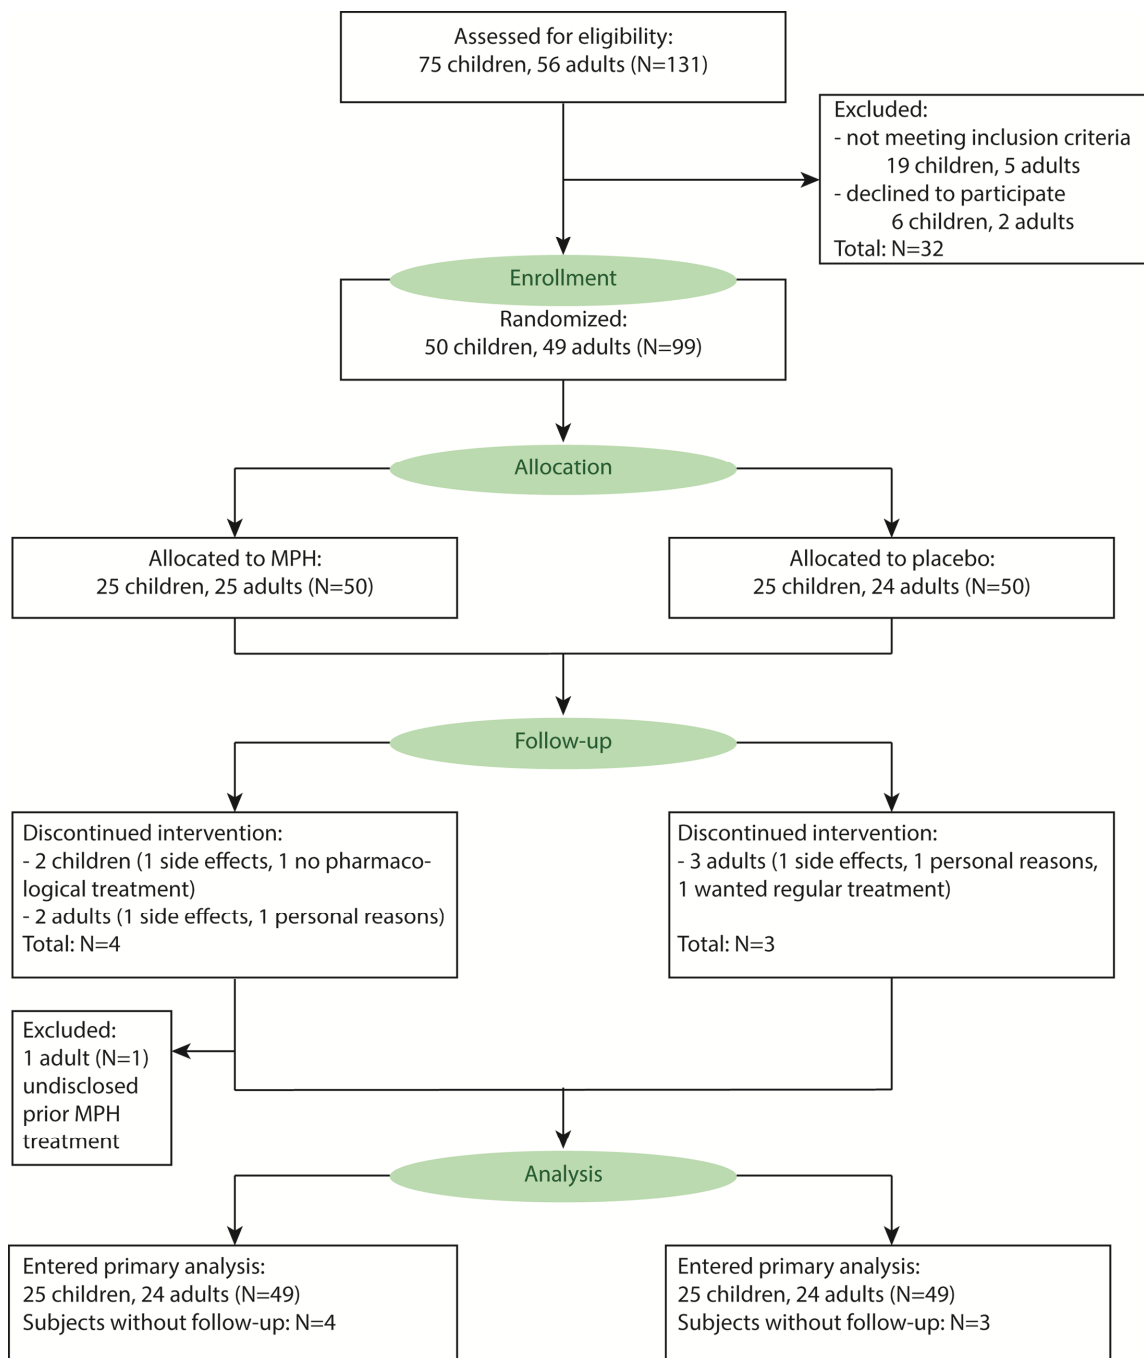 Assessed for eligibility:
75 children, 56 adults (N=131)
Excluded:
- not meeting inclusion criteria
19 children, 5 adults
- declined to participate
6 children, 2 adults
Total: N=32
Enrollment
Randomized:
50 children, 49 adults (N=99)
Allocation
Allocated to MPH:
25 children, 25 adults (N=50)
Allocated to placebo:
25 children, 24 adults (N=50)
Follow-up
Discontinued intervention:
- 2 children (1 side effects, 1 no pharmaco-
logical treatment)
- 2 adults (1 side effects, 1 personal reasons)
Total: N=4
Discontinued intervention:
- 3 adults (1 side effects, 1 personal reasons,
1 wanted regular treatment)
Total: N=3
Excluded:
1 adult (N=1)
undisclosed
prior MPH
treatment
Analysis
Entered primary analysis:
25 children, 24 adults (N=49)
Subjects without follow-up: N=4
Entered primary analysis:
25 children, 24 adults (N=49)
Subjects without follow-up: N=3